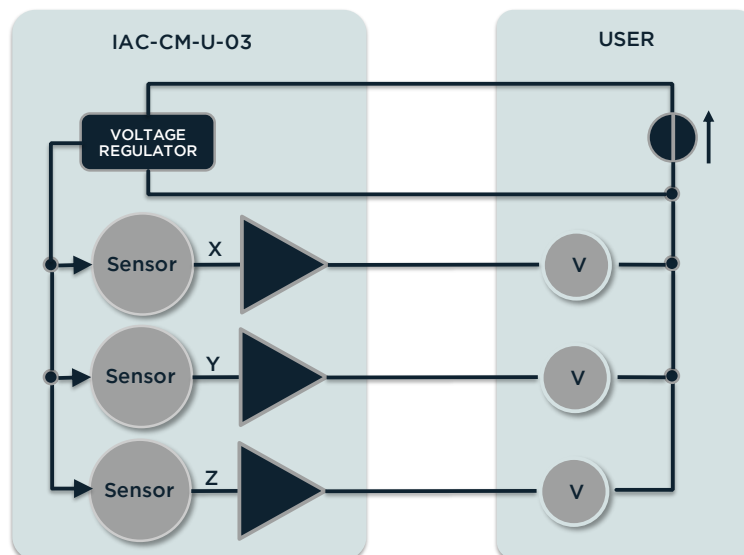 IAC-CM-U-03
USER
VOLTAGE
REGULATOR
Sensor
X
V
Sensor
Y
V
Sensor
Z
V